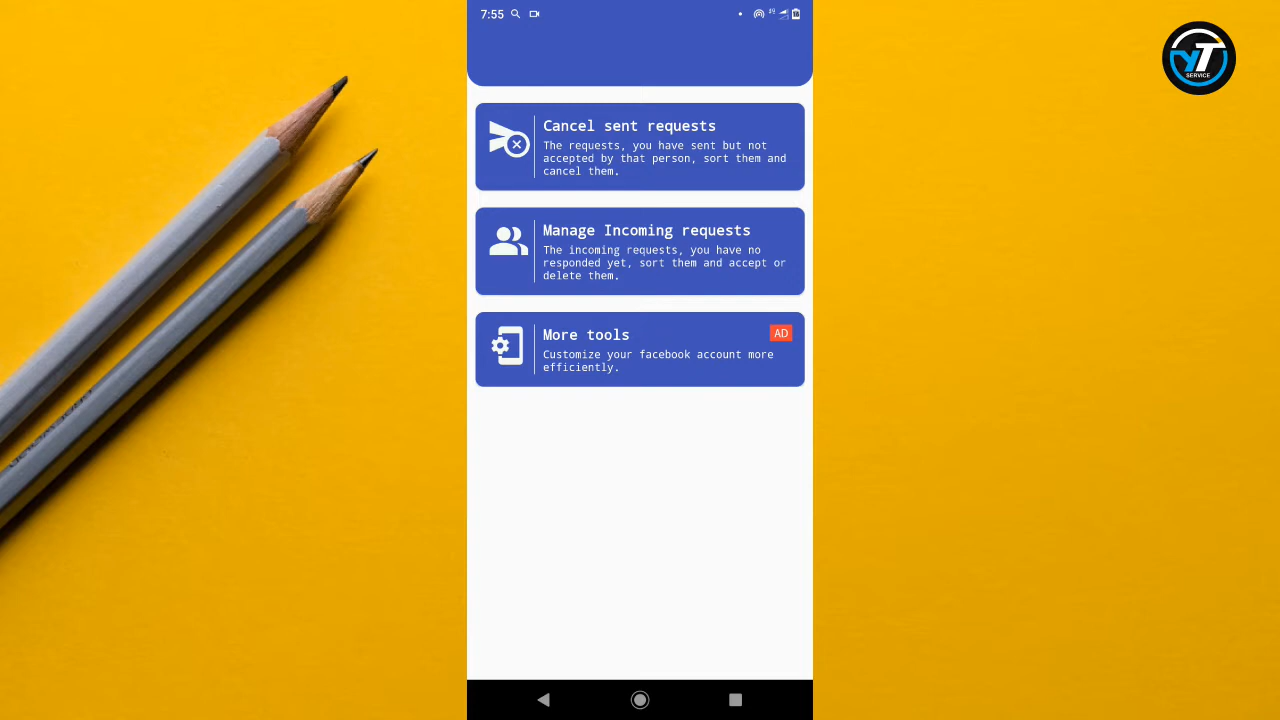 7:55
YT
SERVICE
Cancel sent requests
The requests, you have sent but not
accepted by that person, sort them and
cancel them.
Manage Incoming requests
The incoming requests, you have no
responded yet, sort them and accept or
delete them.
More tools
AD
Customize your facebook account more
efficiently.